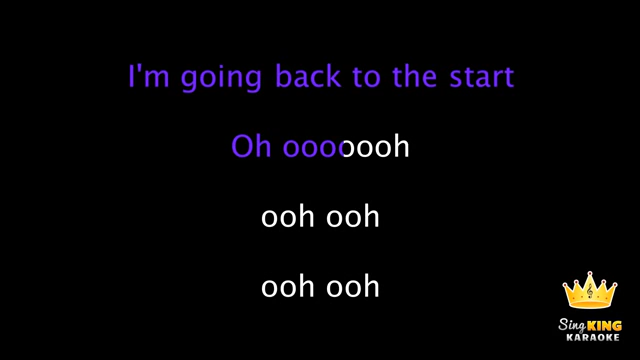 I'm going back to the start
Oh ooooooh
ooh ooh
ooh ooh
Sing KING
KARAOKE